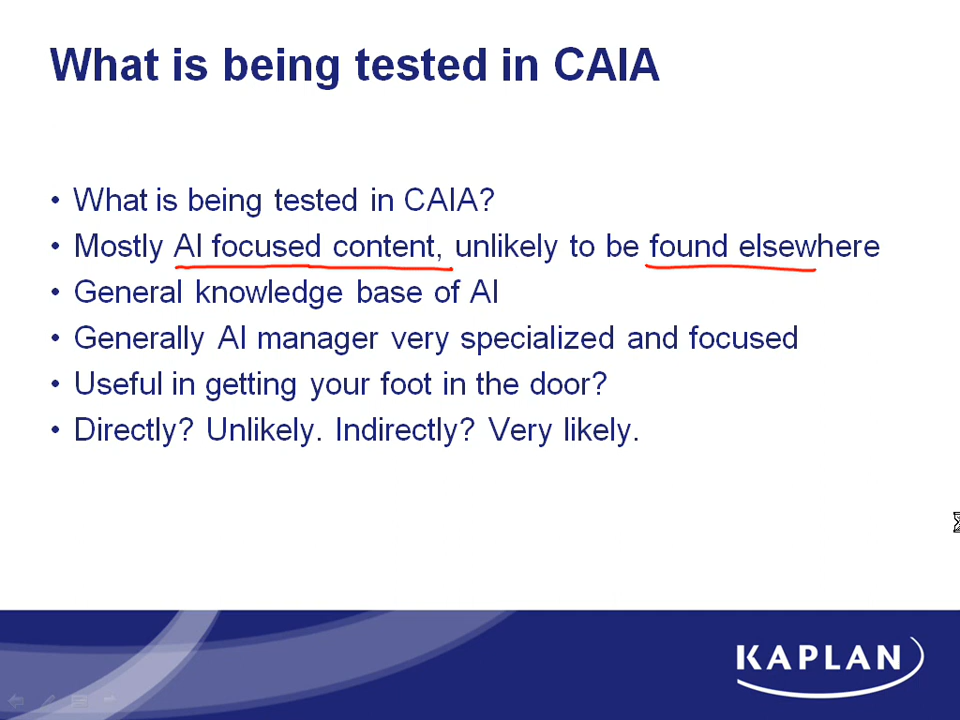 What is being tested in CAIA
• What is being tested in CAIA?
• Mostly AI focused content, unlikely to be found elsewhere
• General knowledge base of AI
• Generally AI manager very specialized and focused
• Useful in getting your foot in the door?
• Directly? Unlikely. Indirectly? Very likely.
KAPLAN